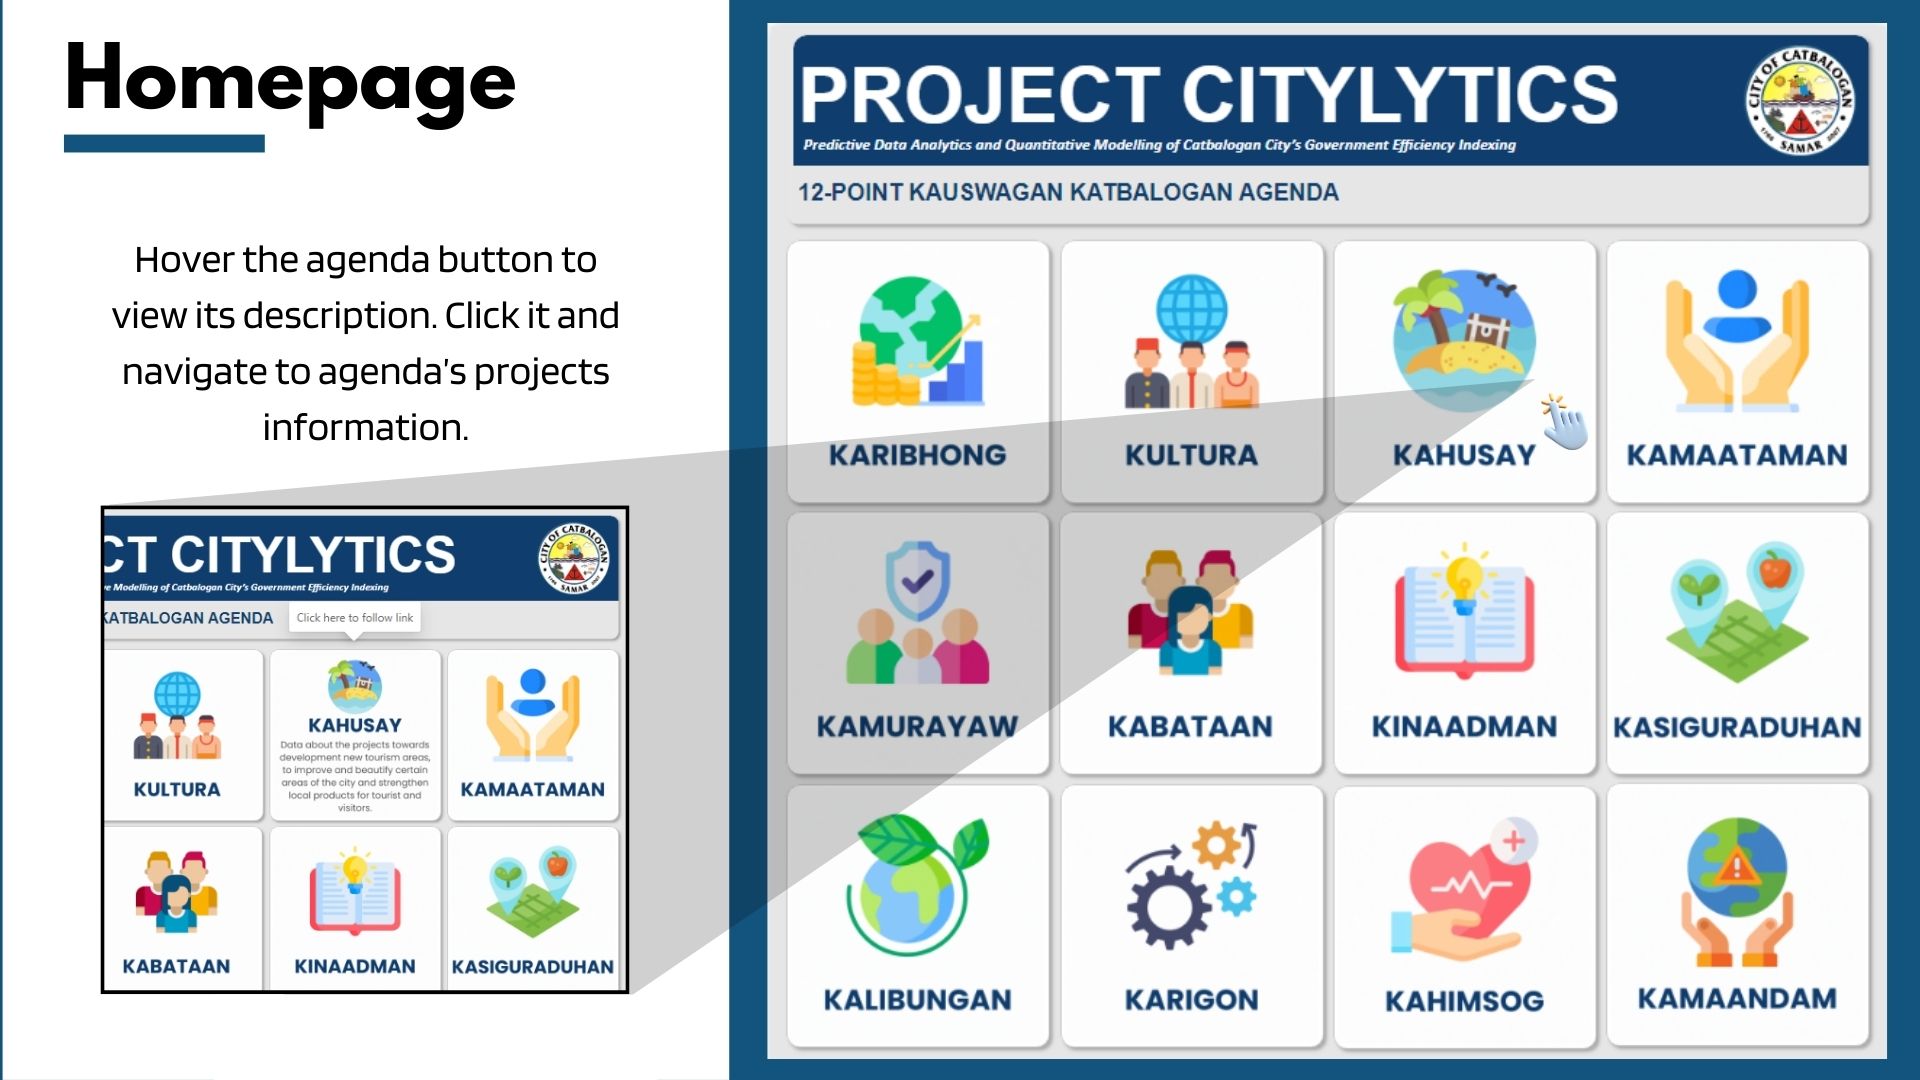 Homepage
Hover the agenda button to
view its description. Click it and
navigate to agenda's projects
information.
CT CITYLYTICS
ve Modelling of Catbalogan City's Government Efficiency Indexing
CITY OF CATBALOGAN
SAMAR
KATBALOGAN AGENDA
Click here to follow link
KULTURA
KAHUSAY
Data about the projects towards
development new tourism areas,
to improve and beautify certain
areas of the city and strengthen
local products for tourist and
visitors.
KAMAATAMAN
KABATAAN
KINAADMAN
KASIGURADUHAN
PROJECT CITYLYTICS
Predictive Data Analytics and Quantitative Modelling of Catbalogan City's Government Efficiency Indexing
CITY OF CATBALOGAN
SAMAR
12-POINT KAUSWAGAN KATBALOGAN AGENDA
KARIBHONG
KULTURA
KAHUSAY
KAMAATAMAN
KAMURAYAW
KABATAAN
KINAADMAN
KASIGURADUHAN
KALIBUNGAN
KARIGON
KAHIMSOG
KAMAANDAM